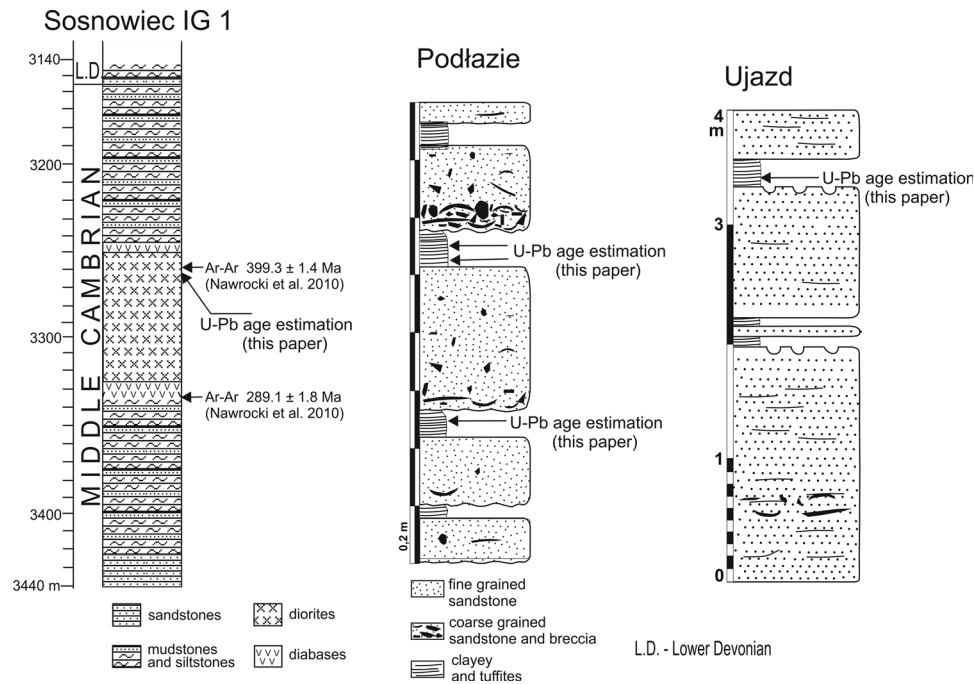 Sosnowiec IG 1
3140
L.D
3200
3300
3400
3440 m
MIDDLE CAMBRIAN
Ar-Ar 399.3 ± 1.4 Ma
(Nawrocki et al. 2010)
U-Pb age estimation
(this paper)
Ar-Ar 289.1 ± 1.8 Ma
(Nawrocki et al. 2010)
sandstones
diorites
mudstones
and siltstones
diabases
Podłazie
U-Pb age estimation
(this paper)
U-Pb age estimation
(this paper)
0,2 m
fine grained
sandstone
coarse grained
sandstone and breccia
clayey
and tuffites
Ujazd
4
m
U-Pb age estimation
(this paper)
3
1
0
L.D. - Lower Devonian